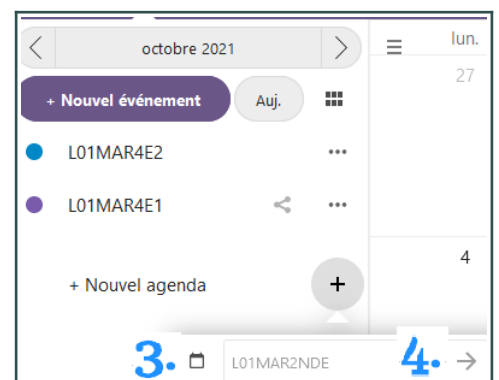 octobre 2021
lun.
27
+ Nouvel événement
Auj.
L01MAR4E2
L01MAR4E1
4
+ Nouvel agenda
+
3.
L01MAR2NDE
4.